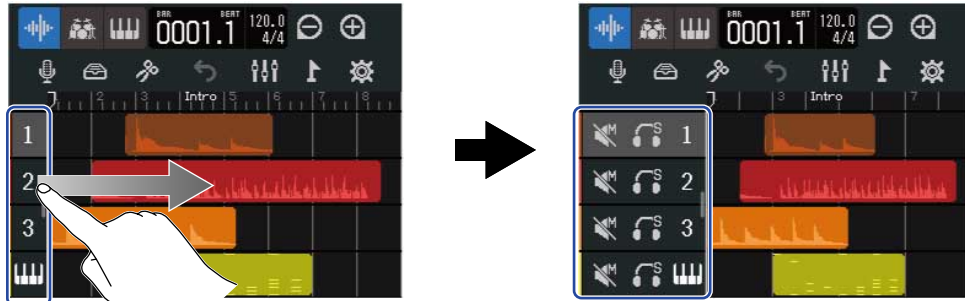 BAR BEAT
0001.1 120.0 4/4
2 3 Intro 5 6 7 8
1
2
3
BAR BEAT
0001.1 120.0 4/4
3 Intro 7
M S 1
M S 2
M S 3
M S